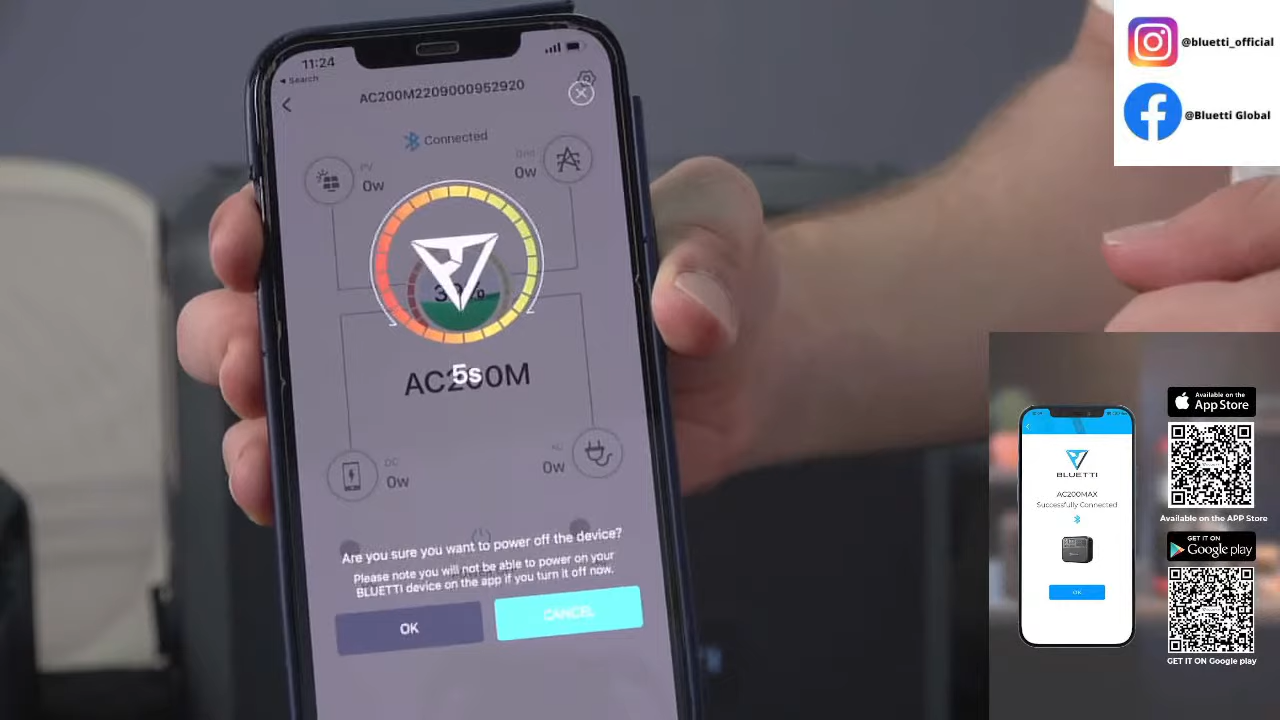 11:24
Search
AC200M2209000952920
Connected
PV
0w
Grid
0w
AC200M
5s
DC
0w
AC
0w
Are you sure you want to power off the device?
Please note you will not be able to power on your
BLUETTI device on the app if you turn it off now.
OK
CANCEL
@bluetti_official
@Bluetti Global
BLUETTI
AC200MAX
Successfully Connected
OK
Available on the
App Store
Available on the APP Store
GET IT ON
Google play
GET IT ON Google play